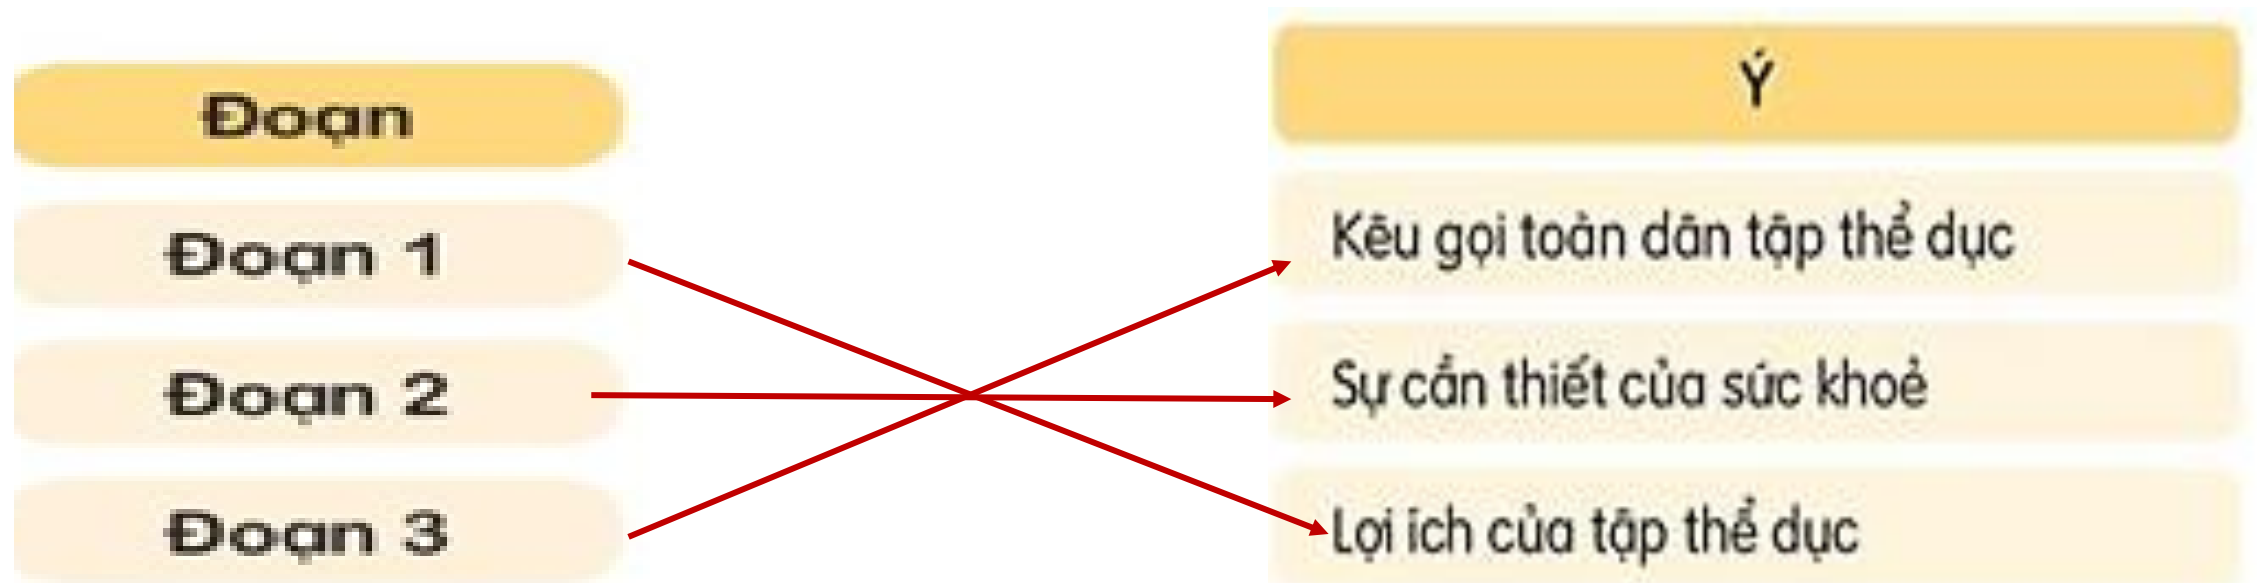 Đoạn
Đoạn 1
Đoạn 2
Đoạn 3
Ý
Kêu gọi toàn dân tập thể dục
Sự cần thiết của sức khoẻ
Lợi ích của tập thể dục